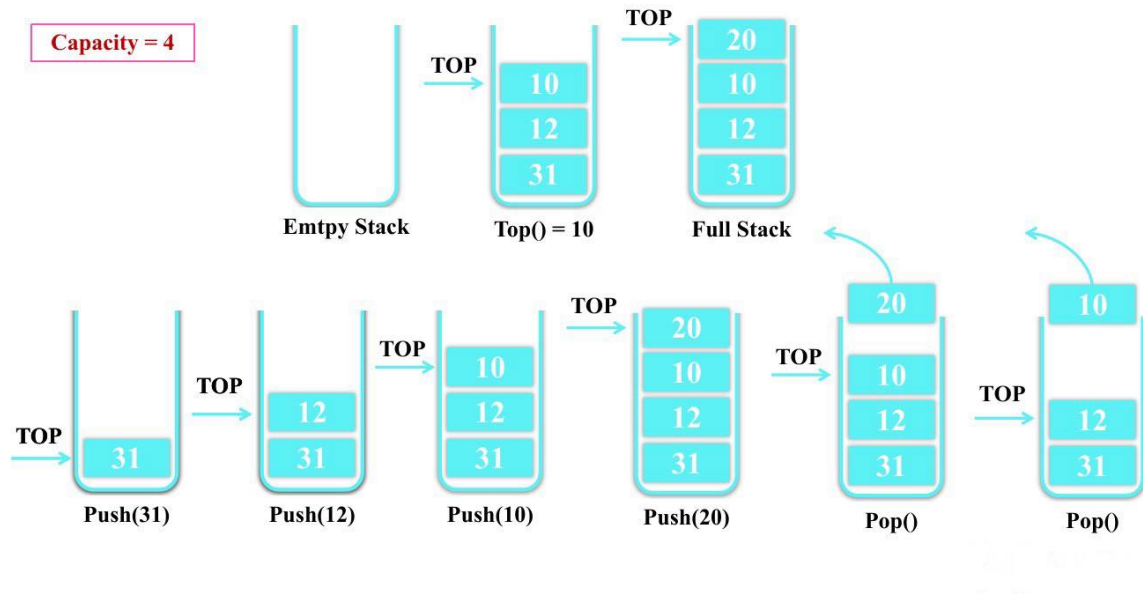 Capacity = 4
TOP
TOP
20
10
10
12
12
31
31
Emtpy Stack
Top() = 10
Full Stack
TOP
31
Push(31)
TOP
12
31
Push(12)
TOP
10
12
31
Push(10)
TOP
20
10
12
31
Push(20)
TOP
20
10
12
31
Pop()
TOP
10
12
31
Pop()